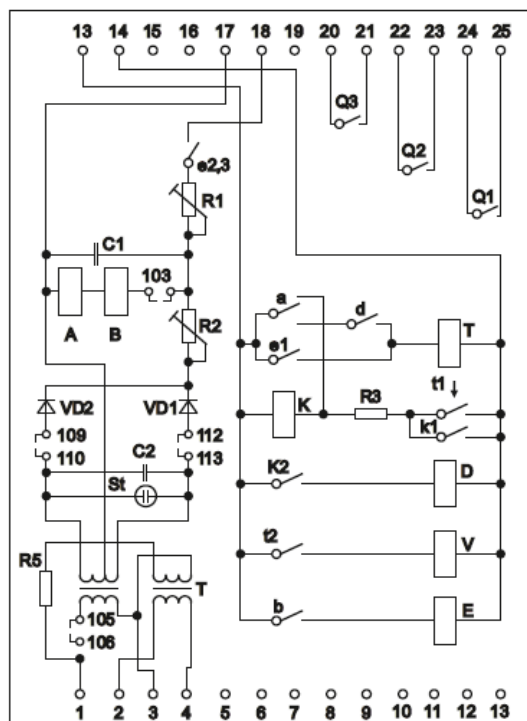 13 14 15 16 17 18 19 20 21 22 23 24 25
Q3
Q2
Q1
e2,3
R1
C1
103
A B
R2
a
d
e1
T
t1
K
R3
k1
VD2 VD1
109 112
110 113
C2
St
K2
D
t2
V
R5
T
b
E
105
106
1 2 3 4 5 6 7 8 9 10 11 12 13